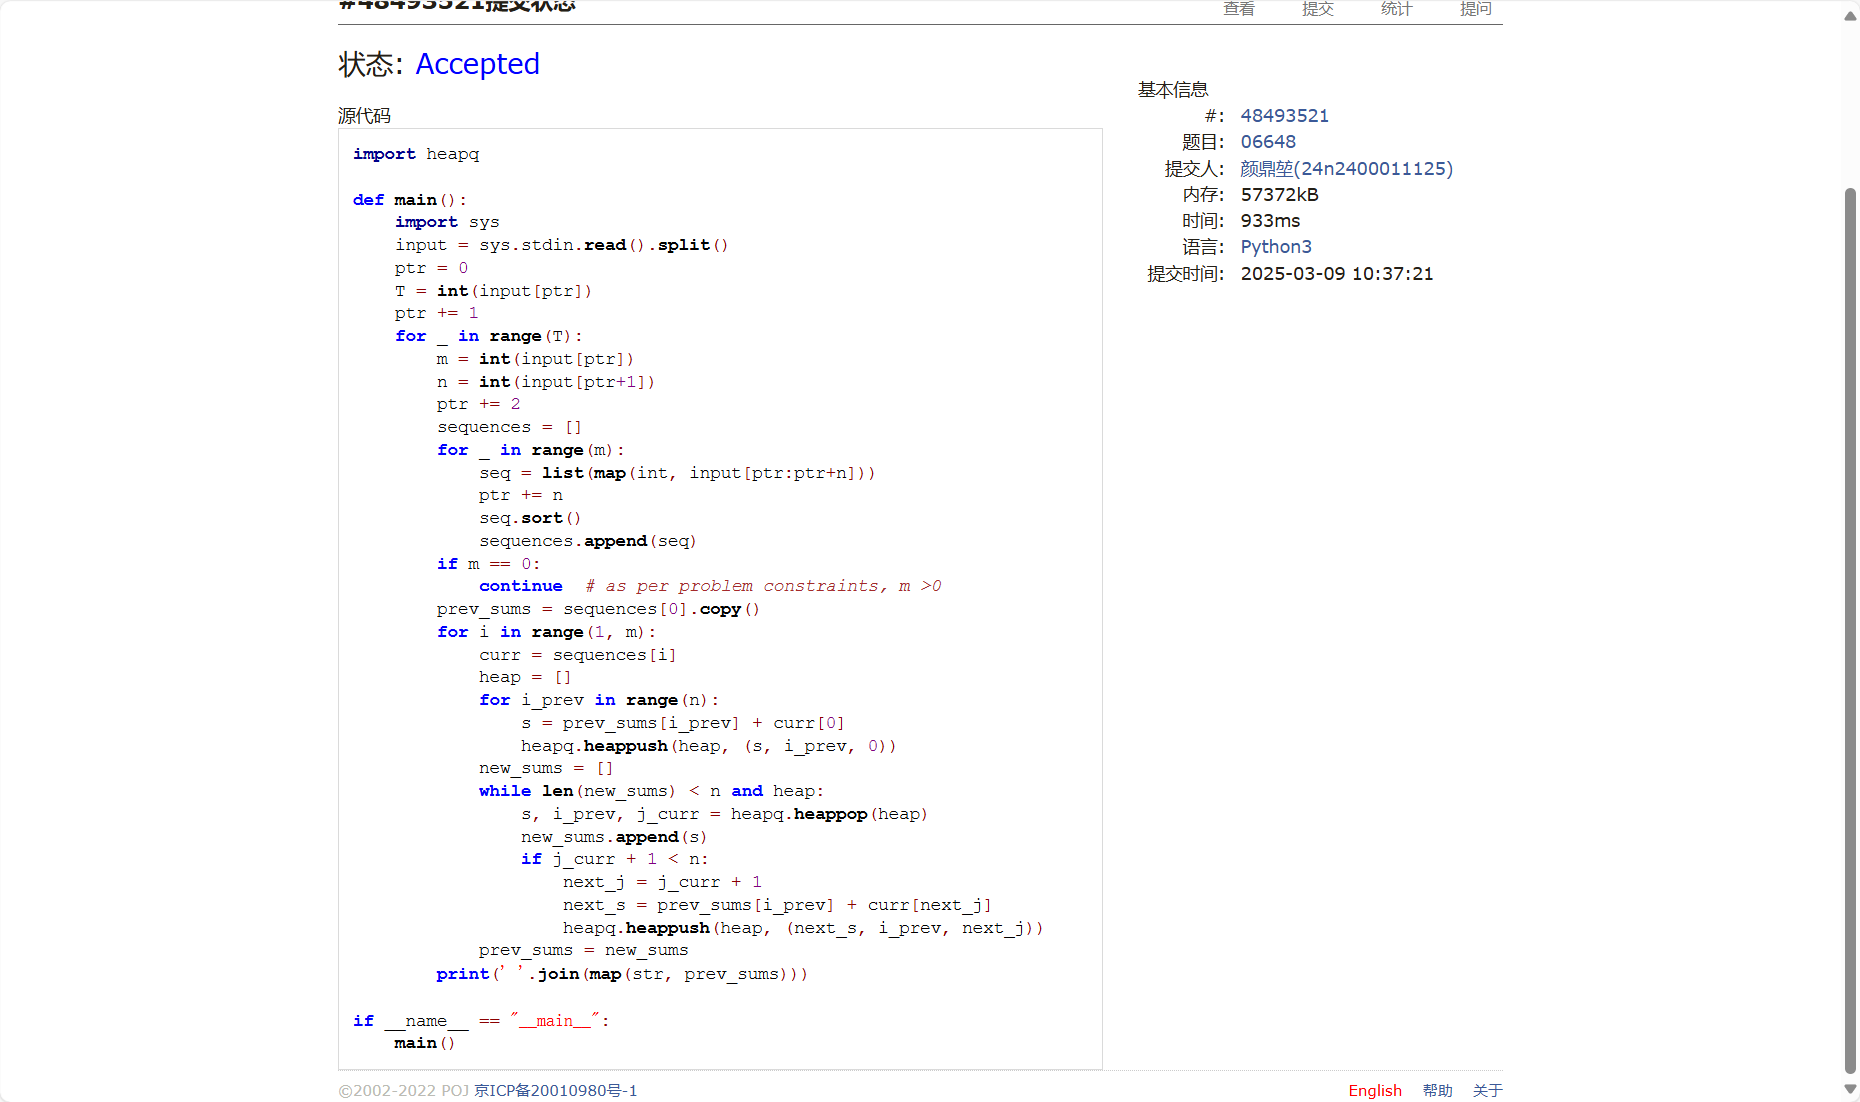 #48493521提交状态
查看 提交 统计 提问
状态: Accepted
源代码
import heapq

def main():
    import sys
    input = sys.stdin.read().split()
    ptr = 0
    T = int(input[ptr])
    ptr += 1
    for _ in range(T):
        m = int(input[ptr])
        n = int(input[ptr+1])
        ptr += 2
        sequences = []
        for _ in range(m):
            seq = list(map(int, input[ptr:ptr+n]))
            ptr += n
            seq.sort()
            sequences.append(seq)
        if m == 0:
            continue  # as per problem constraints, m >0
        prev_sums = sequences[0].copy()
        for i in range(1, m):
            curr = sequences[i]
            heap = []
            for i_prev in range(n):
                s = prev_sums[i_prev] + curr[0]
                heapq.heappush(heap, (s, i_prev, 0))
            new_sums = []
            while len(new_sums) < n and heap:
                s, i_prev, j_curr = heapq.heappop(heap)
                new_sums.append(s)
                if j_curr + 1 < n:
                    next_j = j_curr + 1
                    next_s = prev_sums[i_prev] + curr[next_j]
                    heapq.heappush(heap, (next_s, i_prev, next_j))
            prev_sums = new_sums
        print(' '.join(map(str, prev_sums)))

if __name__ == "__main__":
    main()
基本信息
#: 48493521
题目: 06648
提交人: 颜鼎堃(24n2400011125)
内存: 57372kB
时间: 933ms
语言: Python3
提交时间: 2025-03-09 10:37:21
©2002-2022 POJ 京ICP备20010980号-1
English 帮助 关于